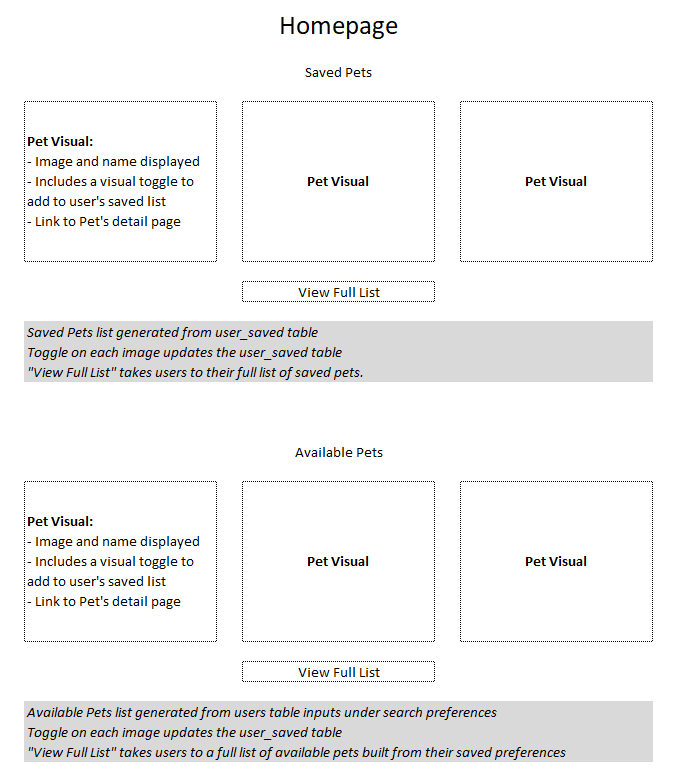 Homepage
Saved Pets
Pet Visual:
- Image and name displayed
- Includes a visual toggle to
add to user's saved list
- Link to Pet's detail page
Pet Visual
Pet Visual
View Full List
Saved Pets list generated from user_saved table
Toggle on each image updates the user_saved table
"View Full List" takes users to their full list of saved pets.
Available Pets
Pet Visual:
- Image and name displayed
- Includes a visual toggle to
add to user's saved list
- Link to Pet's detail page
Pet Visual
Pet Visual
View Full List
Available Pets list generated from users table inputs under search preferences
Toggle on each image updates the user_saved table
"View Full List" takes users to a full list of available pets built from their saved preferences